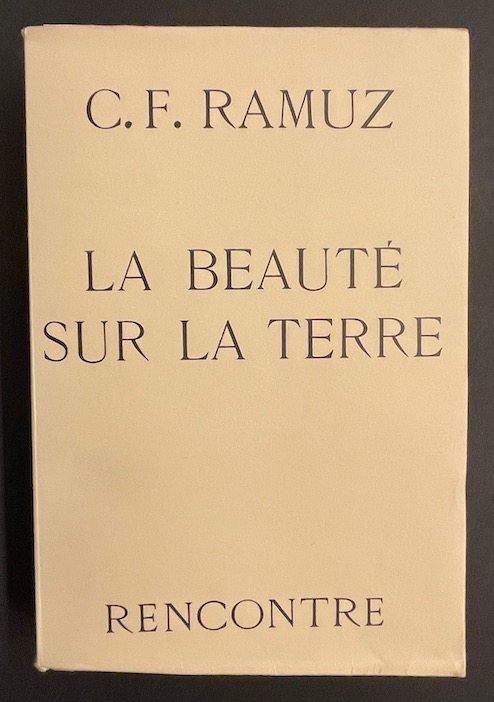 C. F. RAMUZ
LA BEAUTÉ
SUR LA TERRE
RENCONTRE